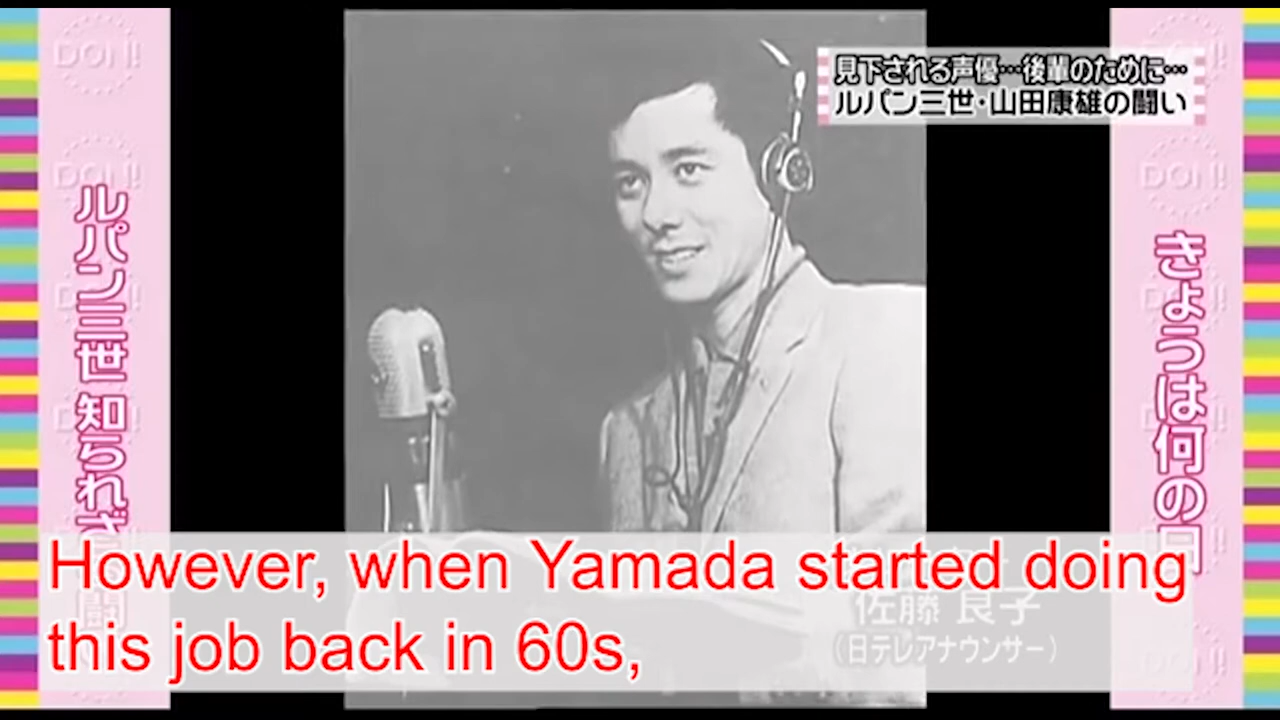 見下される声優…後輩のために…
ルパン三世・山田康雄の闘い
DON!
ルパン三世 知られざ
闘
きょうは何の日
However, when Yamada started doing
this job back in 60s,
佐藤 良子
(日テレアナウンサー)